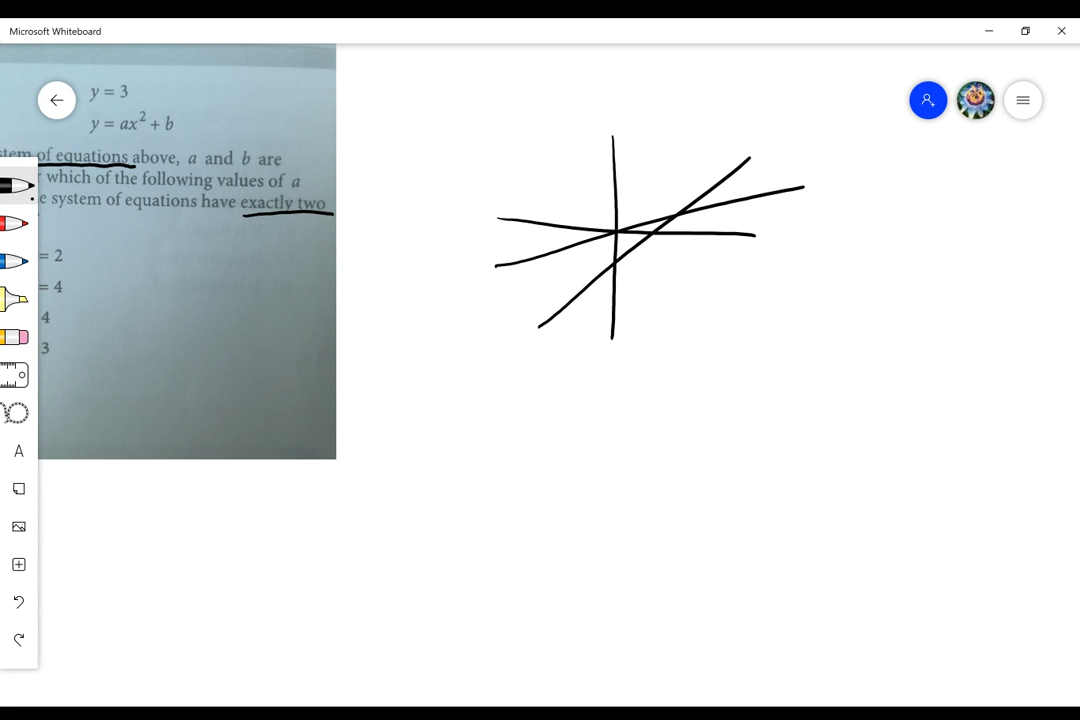 Microsoft Whiteboard
y = 3
y = ax² + b
of equations above, a and b are
which of the following values of a
system of equations have exactly two
= 2
= 4
4
3
A